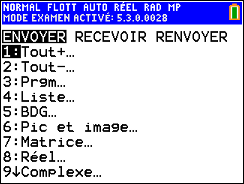 NORMAL FLOTT AUTO RÉEL RAD MP
MODE EXAMEN ACTIVÉ: 5.3.0.0028
ENVOYER RECEVOIR RENVOYER
1:Tout+…
2:Tout-…
3:Prgm…
4:Liste…
5:BDG…
6:Pic et image…
7:Matrice…
8:Réel…
9↓Complexe…